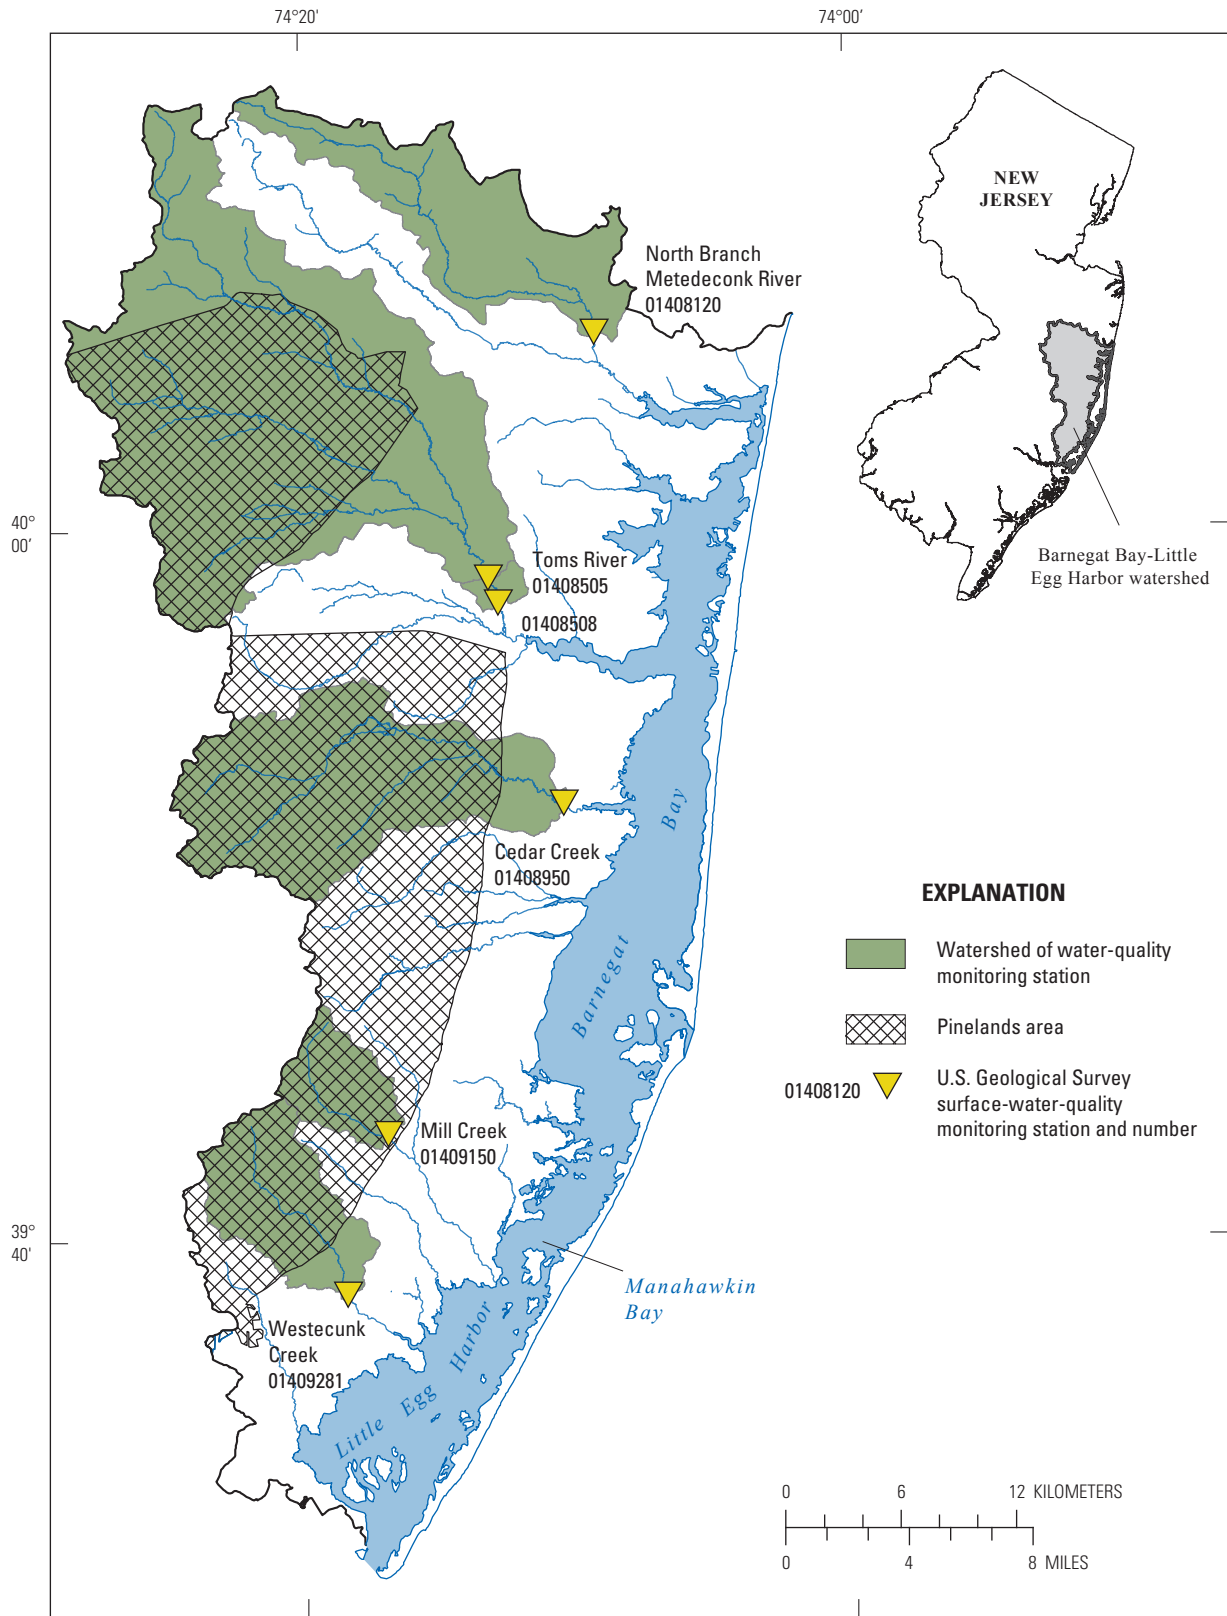 74°20'
74°00'
NEW
JERSEY
North Branch
Metedeconk River
01408120
40°
00'
Toms River
01408505
01408508
Barnegat Bay-Little
Egg Harbor watershed
Cedar Creek
01408950
Barnegat Bay
EXPLANATION
Watershed of water-quality
monitoring station
Pinelands area
01408120
U.S. Geological Survey
surface-water-quality
monitoring station and number
Mill Creek
01409150
39°
40'
Manahawkin
Bay
Westecunk
Creek
01409281
Little Egg Harbor
0 6 12 KILOMETERS
0 4 8 MILES